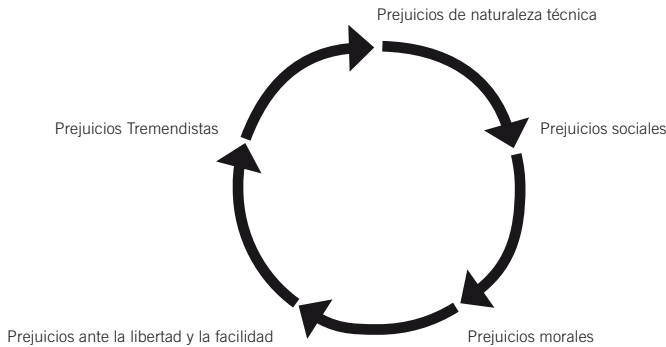 Prejuicios de naturaleza técnica
Prejuicios Tremendistas
Prejuicios sociales
Prejuicios ante la libertad y la facilidad
Prejuicios morales